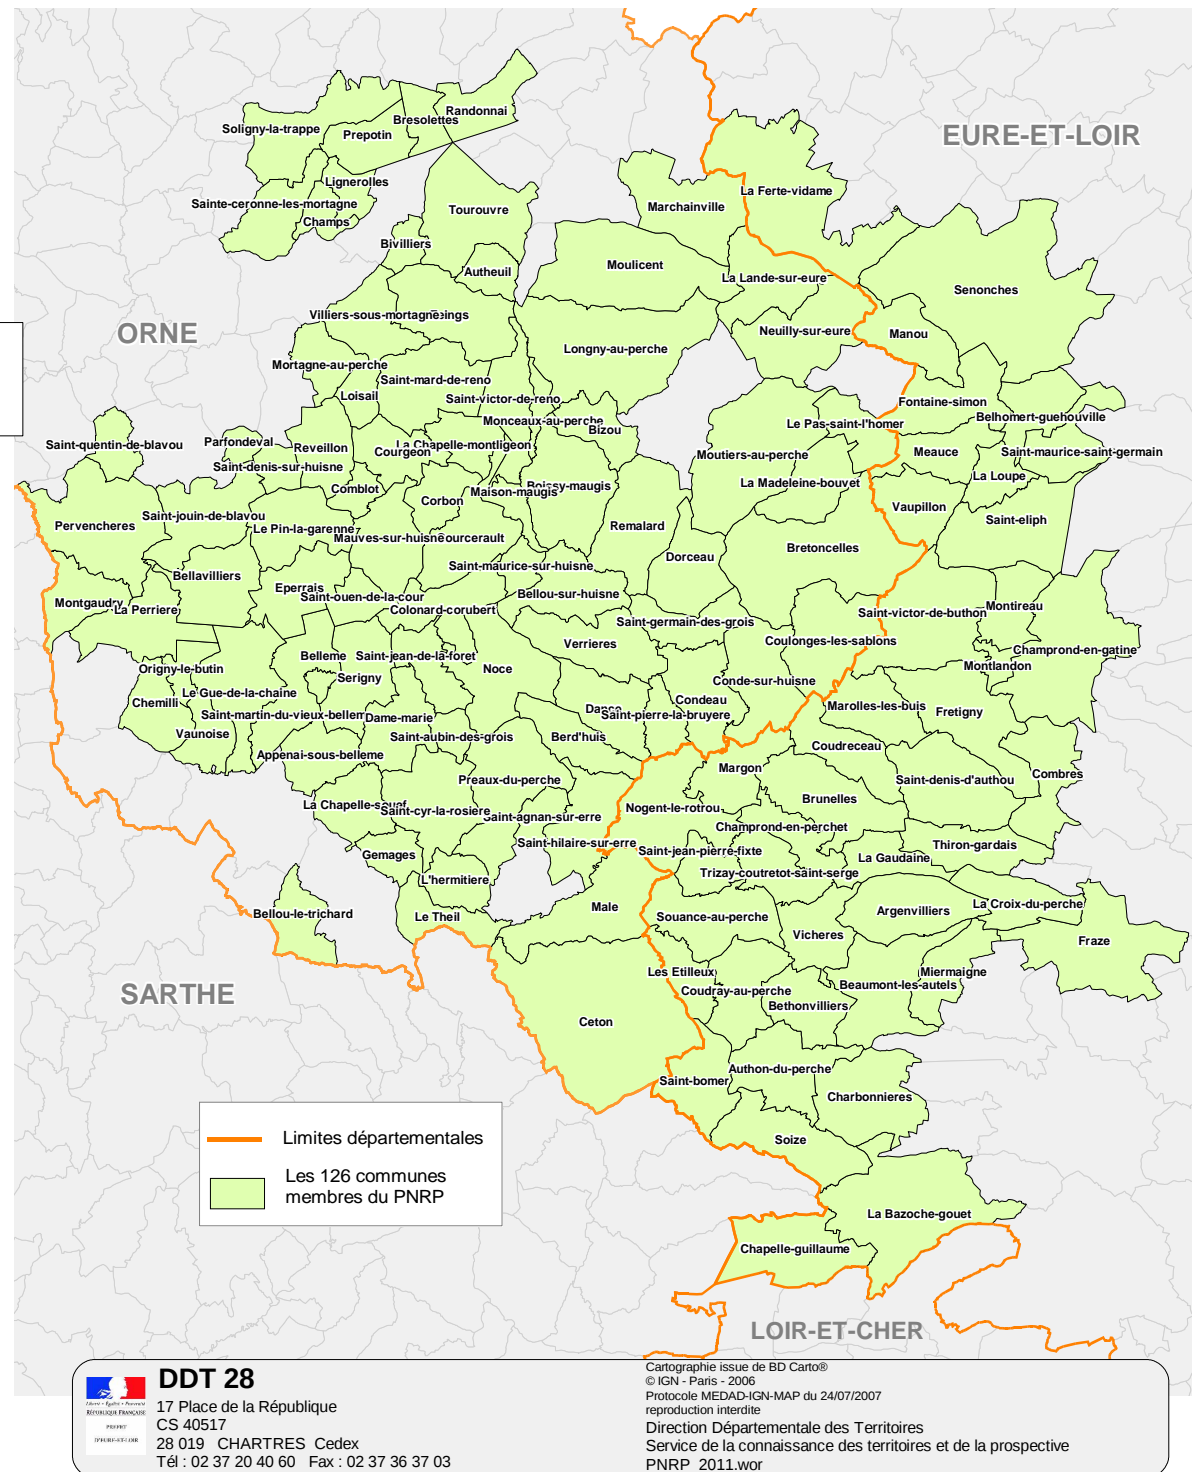 EURE-ET-LOIR
Randonnai
Bresolettes
Soligny-la-trappe
Prepotin
Lignerolles
La Ferte-vidame
Sainte-ceronne-les-mortagne
Marchainville
Tourouvre
Champs
Bivilliers
Autheuil
Moulicent
La Lande-sur-eure
Senonches
Villiers-sous-mortagne
ORNE
Neuilly-sur-eure
Manou
Longny-au-perche
Mortagne-au-perche
Saint-mard-de-reno
Loisail
Saint-victor-de-reno
Fontaine-simon
Monceaux-au-perche
Belhomert-guehouville
Bizou
Le Pas-saint-l'homer
Saint-quentin-de-blavou
Parfondeval
Reveillon
La Chapelle-montligeon
Courgeon
Moutiers-au-perche
Meauce
Saint-maurice-saint-germain
Saint-denis-sur-huisne
La Loupe
Comblot
Maison-maugis
Boissy-maugis
La Madeleine-bouvet
Corbon
Vaupillon
Saint-jouin-de-blavou
Saint-eliph
Pervencheres
Le Pin-la-garenne
Remalard
Mauves-sur-huisne
Courcerault
Bretoncelles
Dorceau
Saint-maurice-sur-huisne
Bellavilliers
Eperrais
Bellou-sur-huisne
Saint-ouen-de-la-cour
Montgaudry
La Perriere
Colonard-corubert
Saint-victor-de-buthon
Montireau
Saint-germain-des-grois
Verrieres
Coulonges-les-sablons
Champrond-en-gatine
Belleme
Saint-jean-de-la-foret
Origny-le-butin
Noce
Montlandon
Serigny
Conde-sur-huisne
Le Gue-de-la-chaine
Chemilli
Condeau
Marolles-les-buis
Saint-martin-du-vieux-bellem
Dame-marie
Dance
Saint-pierre-la-bruyere
Fretigny
Vaunoise
Saint-aubin-des-grois
Berd'huis
Coudreceau
Appenai-sous-belleme
Margon
Combres
Preaux-du-perche
Saint-denis-d'authou
Brunelles
La Chapelle-souef
Saint-cyr-la-rosiere
Nogent-le-rotrou
Saint-agnan-sur-erre
Champrond-en-perchet
Saint-hilaire-sur-erre
Thiron-gardais
Saint-jean-pierre-fixte
Gemages
La Gaudaine
Trizay-coutretot-saint-serge
L'hermitiere
La Croix-du-perche
Male
Argenvilliers
Bellou-le-trichard
Le Theil
Souance-au-perche
Vicheres
Fraze
Les Etilleux
Miermaigne
Beaumont-les-autels
SARTHE
Coudray-au-perche
Bethonvilliers
Ceton
Authon-du-perche
Saint-bomer
Charbonnieres
Soize
Limites départementales
Les 126 communes
membres du PNRP
La Bazoche-gouet
Chapelle-guillaume
LOIR-ET-CHER
Liberté • Égalité • Fraternité
RÉPUBLIQUE FRANÇAISE
PREFET
D'EURE-ET-LOIR
DDT 28
17 Place de la République
CS 40517
28 019 CHARTRES Cedex
Tél : 02 37 20 40 60 Fax : 02 37 36 37 03
Cartographie issue de BD Carto®
© IGN - Paris - 2006
Protocole MEDAD-IGN-MAP du 24/07/2007
reproduction interdite
Direction Départementale des Territoires
Service de la connaissance des territoires et de la prospective
PNRP_2011.wor